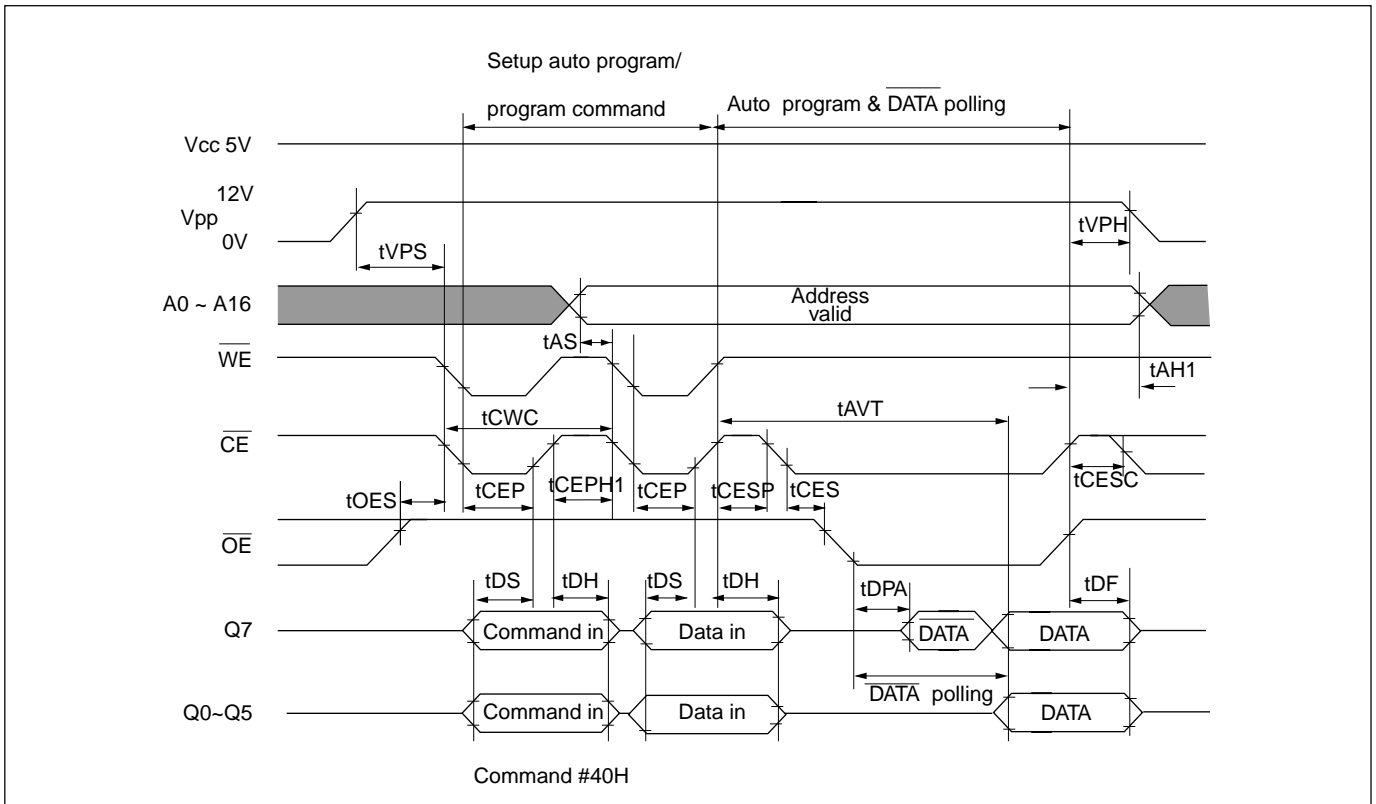 Setup auto program/
program command
Auto program & DATA polling
Vcc 5V
12V
Vpp
0V
tVPS
tVPH
A0 ~ A16
Address
valid
tAS
WE
tAH1
tCWC
tAVT
CE
tOES
tCEP
tCEPH1
tCEP
tCESP
tCES
tCESC
OE
tDS
tDH
tDS
tDH
tDPA
tDF
Q7
Command in
Data in
DATA
DATA
DATA polling
Q0~Q5
Command in
Data in
DATA
Command #40H